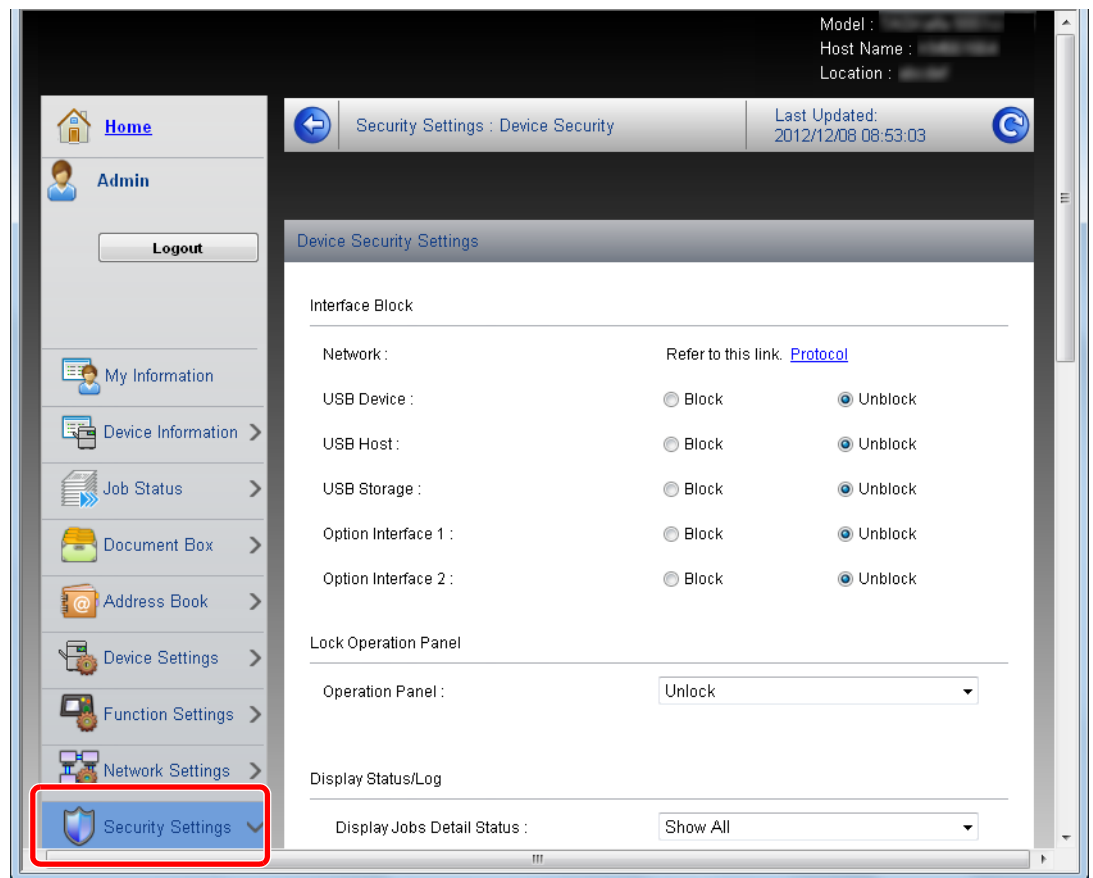 Model :
Host Name :
Location :
Home
Security Settings : Device Security
Last Updated:
2012/12/08 08:53:03
Admin
Logout
Device Security Settings
Interface Block
Network : Refer to this link. Protocol
USB Device : Block Unblock
USB Host : Block Unblock
USB Storage : Block Unblock
Option Interface 1 : Block Unblock
Option Interface 2 : Block Unblock
Lock Operation Panel
Operation Panel : Unlock
Display Status/Log
Display Jobs Detail Status : Show All
My Information
Device Information
Job Status
Document Box
Address Book
Device Settings
Function Settings
Network Settings
Security Settings